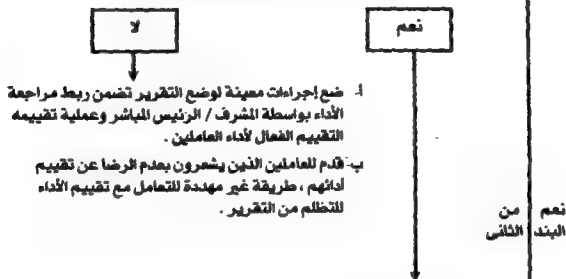 نعم
لا
أ- ضع إجراءات معينة لوضع التقرير تضمن ربط مراجعة
الأداء بواسطة المشرف / الرئيس المباشر وعملية تقييمه
التقييم الفعال لأداء العاملين .
ب- قدم للعاملين الذين يشعرون بعدم الرضا عن تقييم
أدائهم ، طريقة غير مهددة للتعامل مع تقييم الأداء
للتظلم من التقرير .
نعم من
البند الثانى